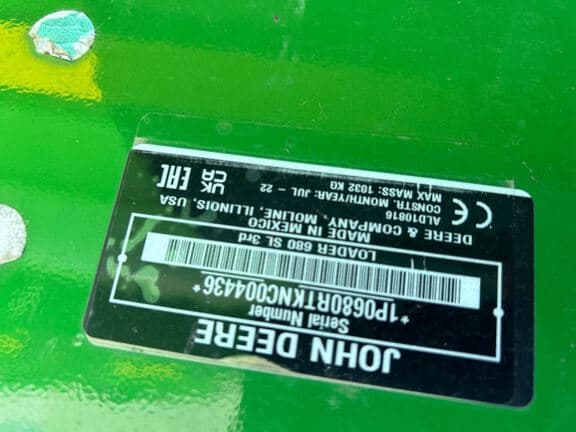 JOHN DEERE
Serial Number
*1P0680RTKNC004436*
LOADER 680 SL 3rd
MADE IN MEXICO
DEERE & COMPANY, MOLINE, ILLINOIS, USA
ALO10816
CONSTR. MONTH/YEAR: JUL - 22
MAX MASS: 1032 KG
CE
UK CA
EAC